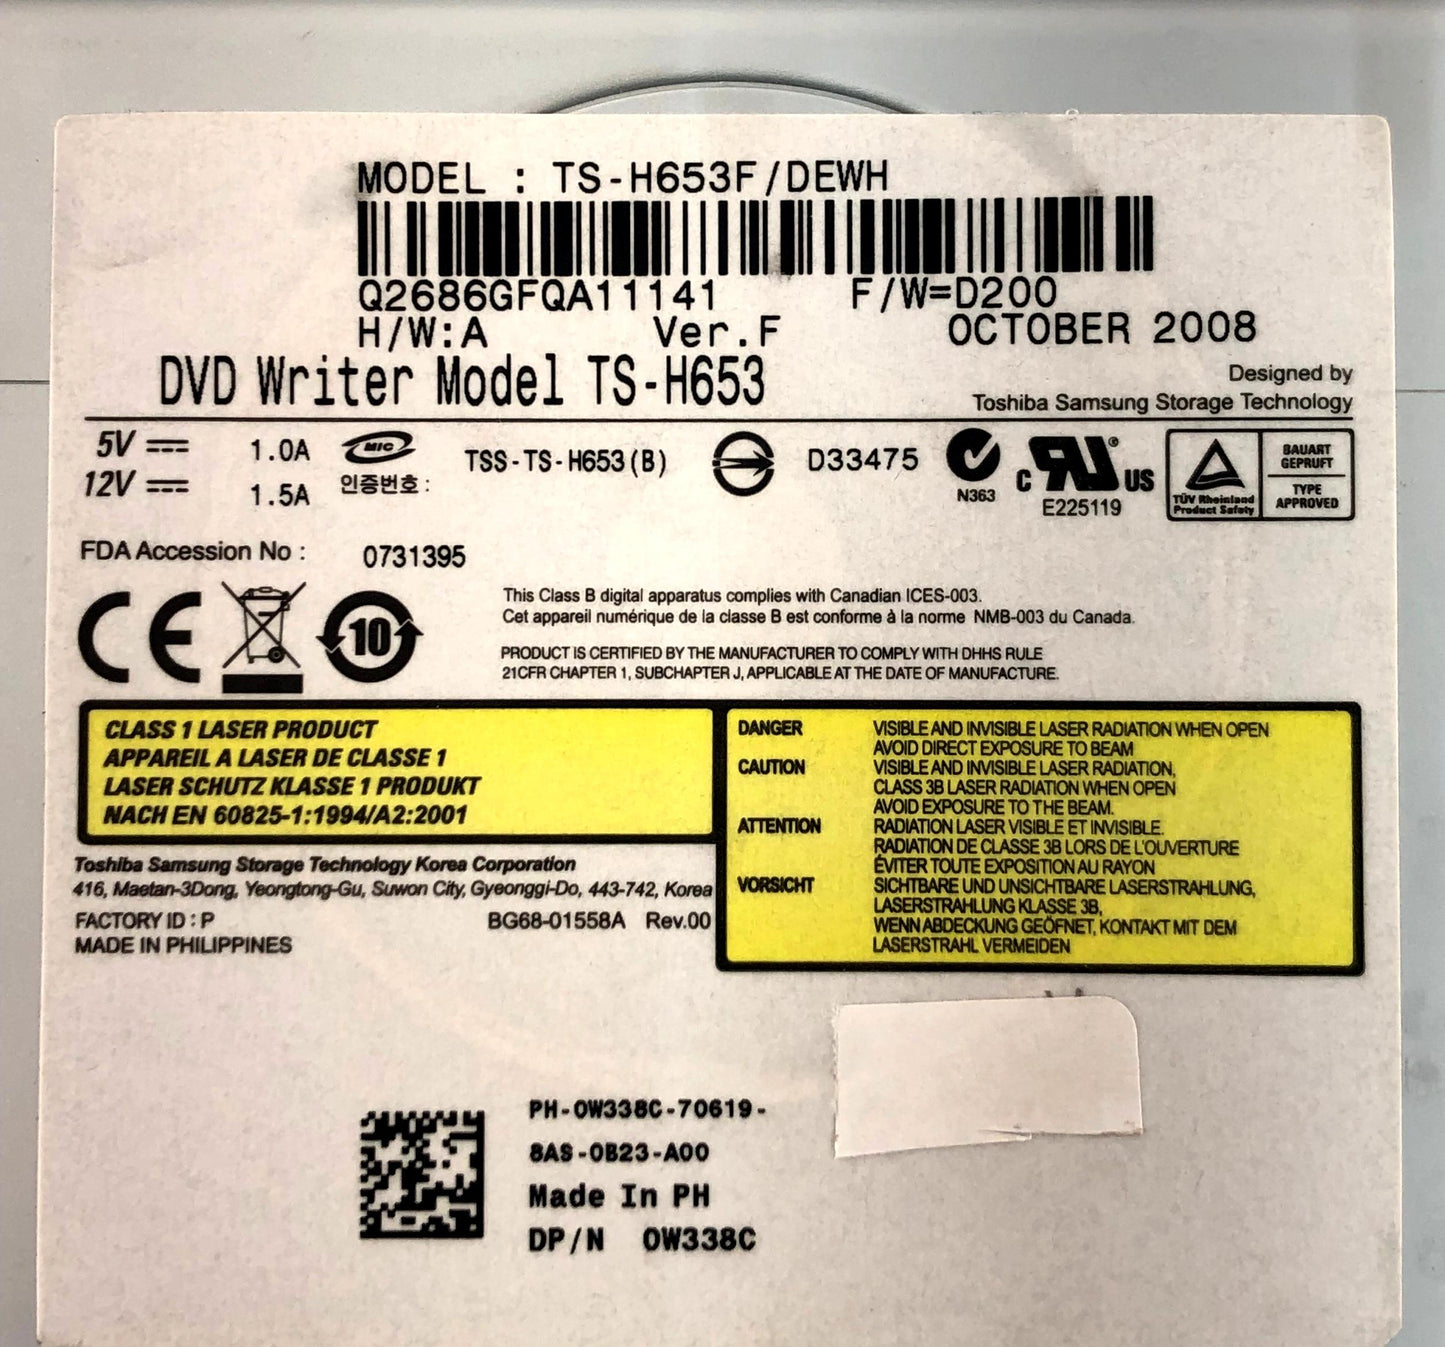 MODEL : TS-H653F/DEWH
Q2686GFQA11141 F/W=D200
H/W:A Ver.F OCTOBER 2008
DVD Writer Model TS-H653
Designed by
Toshiba Samsung Storage Technology
5V 1.0A
12V 1.5A
MIC
인증번호 :
TSS-TS-H653(B)
D33475
N363
C UR ® US
E225119
TÜV Rheinland
Product Safety
BAUART
GEPRUFT
TYPE
APPROVED
FDA Accession No : 0731395
CE
10
This Class B digital apparatus complies with Canadian ICES-003.
Cet appareil numérique de la classe B est conforme à la norme NMB-003 du Canada.
PRODUCT IS CERTIFIED BY THE MANUFACTURER TO COMPLY WITH DHHS RULE
21CFR CHAPTER 1, SUBCHAPTER J, APPLICABLE AT THE DATE OF MANUFACTURE.
CLASS 1 LASER PRODUCT
APPAREIL A LASER DE CLASSE 1
LASER SCHUTZ KLASSE 1 PRODUKT
NACH EN 60825-1:1994/A2:2001
DANGER VISIBLE AND INVISIBLE LASER RADIATION WHEN OPEN
AVOID DIRECT EXPOSURE TO BEAM
CAUTION VISIBLE AND INVISIBLE LASER RADIATION,
CLASS 3B LASER RADIATION WHEN OPEN
AVOID EXPOSURE TO THE BEAM.
ATTENTION RADIATION LASER VISIBLE ET INVISIBLE.
RADIATION DE CLASSE 3B LORS DE L'OUVERTURE
ÉVITER TOUTE EXPOSITION AU RAYON
VORSICHT SICHTBARE UND UNSICHTBARE LASERSTRAHLUNG,
LASERSTRAHLUNG KLASSE 3B,
WENN ABDECKUNG GEÖFNET, KONTAKT MIT DEM
LASERSTRAHL VERMEIDEN
Toshiba Samsung Storage Technology Korea Corporation
416, Maetan-3Dong, Yeongtong-Gu, Suwon City, Gyeonggi-Do, 443-742, Korea
FACTORY ID : P BG68-01558A Rev.00
MADE IN PHILIPPINES
PH-0W338C-70619-
8AS-0B23-A00
Made In PH
DP/N 0W338C